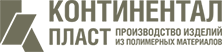 КОНТИНЕНТАЛ
ПЛАСТ ПРОИЗВОДСТВО ИЗДЕЛИЙ
ИЗ ПОЛИМЕРНЫХ МАТЕРИАЛОВ